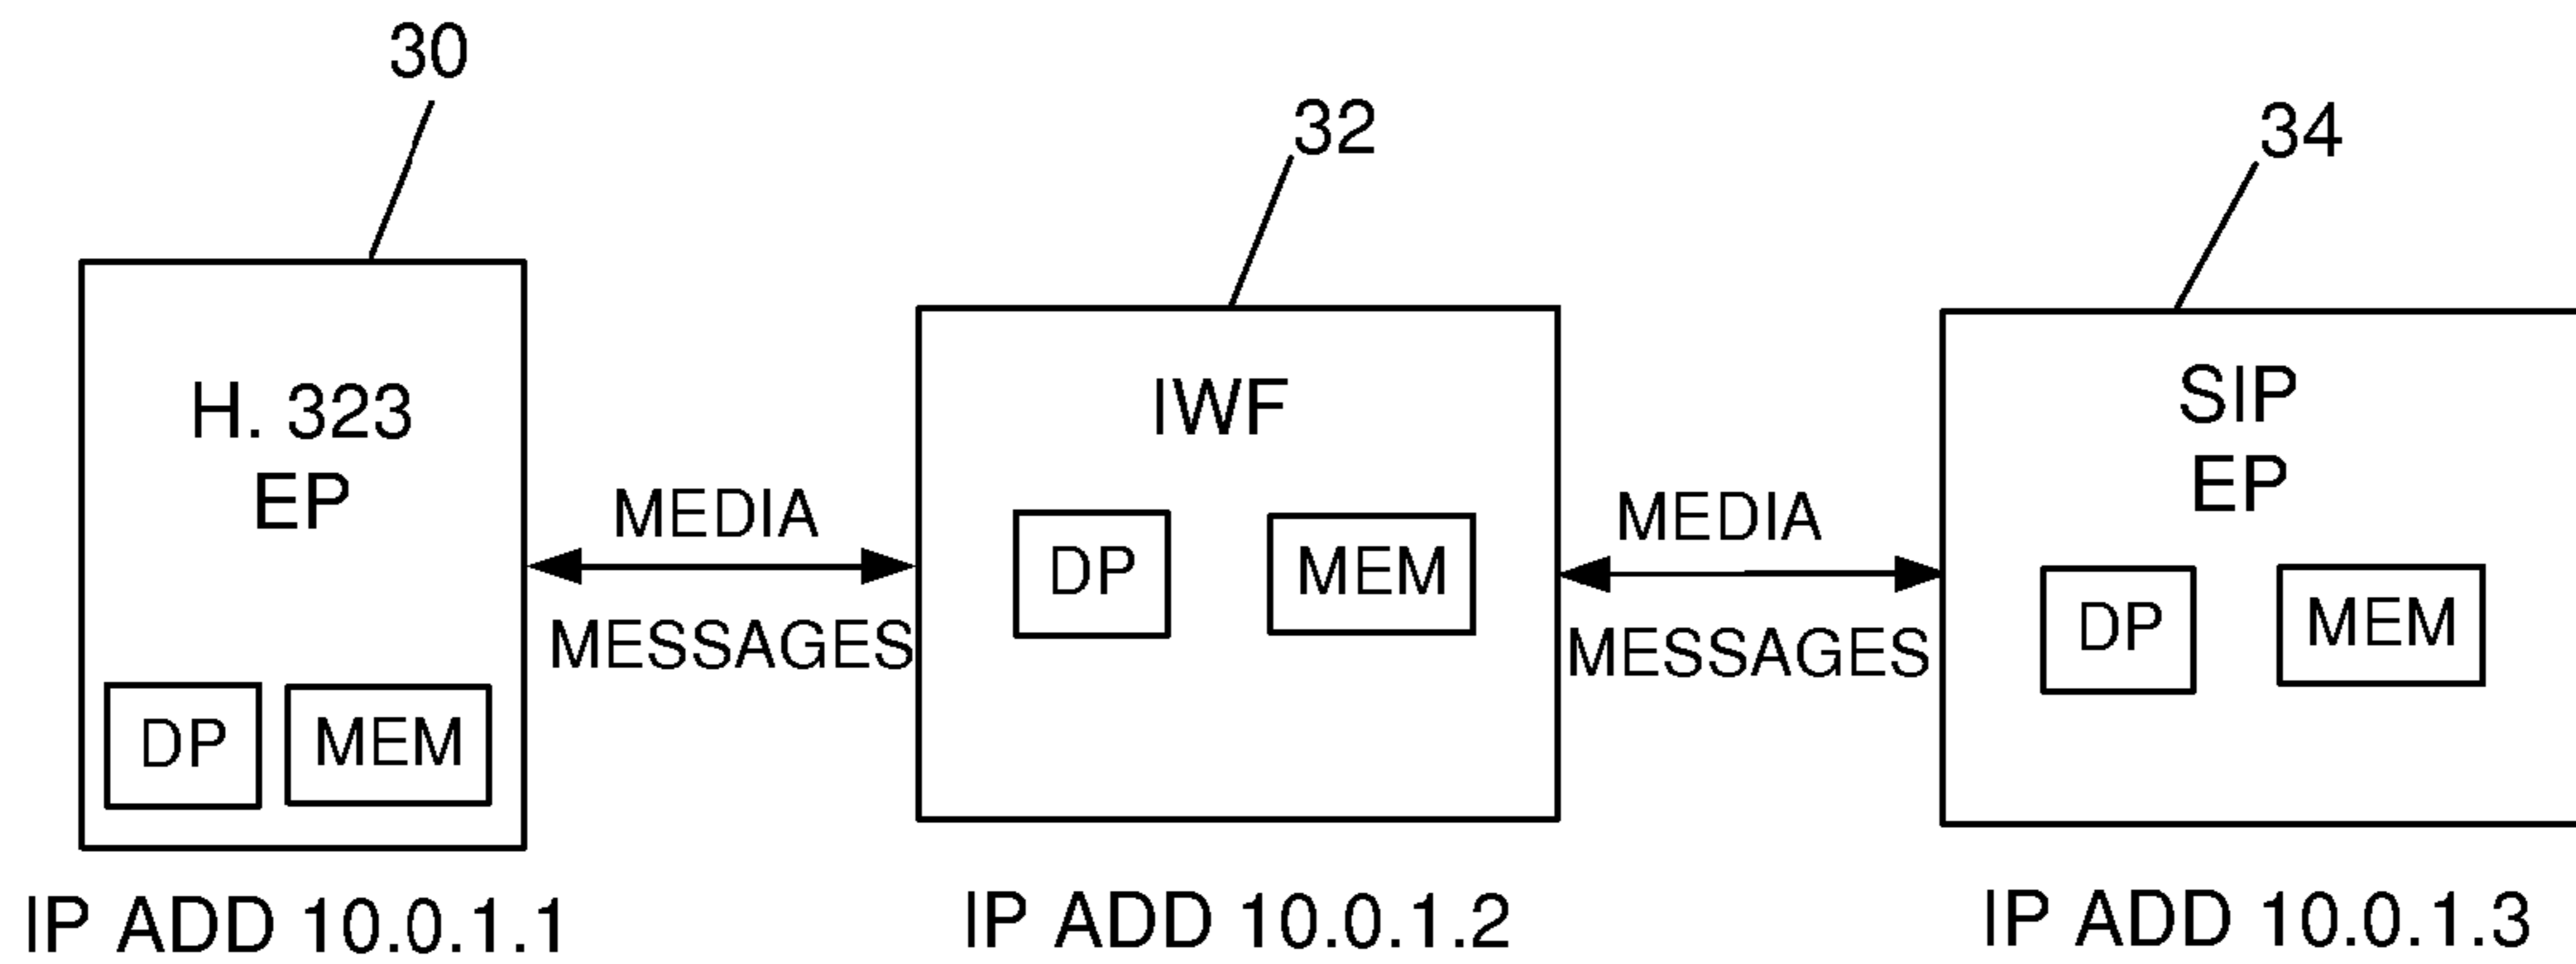 30
32
34
H. 323
EP
DP
MEM
MEDIA
MESSAGES
IWF
DP
MEM
MEDIA
MESSAGES
SIP
EP
DP
MEM
IP ADD 10.0.1.1
IP ADD 10.0.1.2
IP ADD 10.0.1.3